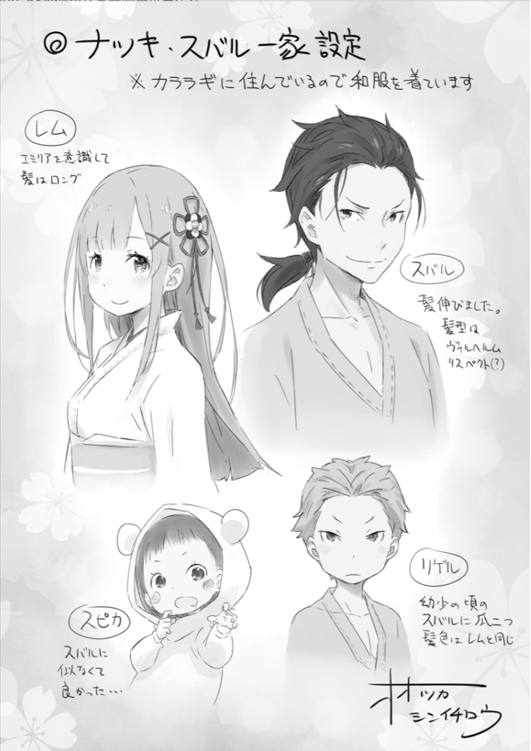 ◎ナツキ・スバル一家設定
※カララギに住んでいるので和服を着ています
レム
エミリアを意識して
髪はロング
スバル
髪伸びました。
髪型は
ヴィルヘルム
リスペクト(?)
スピカ
スバルに
似なくて
良かった…
リゲル
幼少の頃の
スバルに瓜二つ
髪色はレムと同じ
オオツカ
シンイチロウ